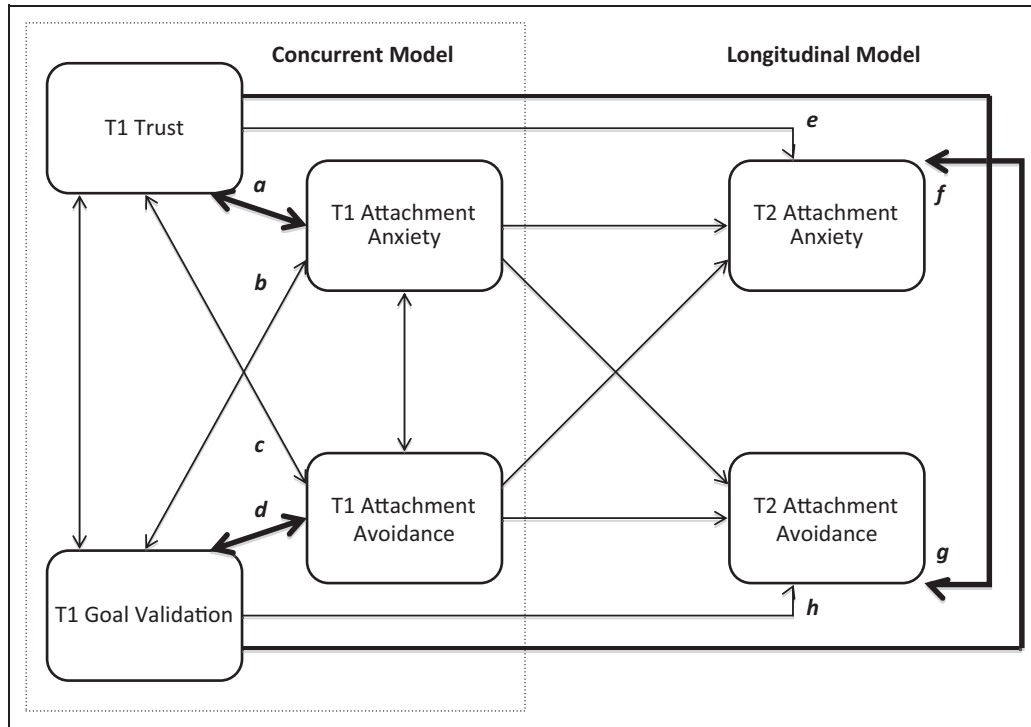 Concurrent Model
Longitudinal Model
T1 Trust
e
a
T1 Attachment
Anxiety
T2 Attachment
Anxiety
f
b
c
T1 Attachment
Avoidance
T2 Attachment
Avoidance
d
g
T1 Goal Validation
h